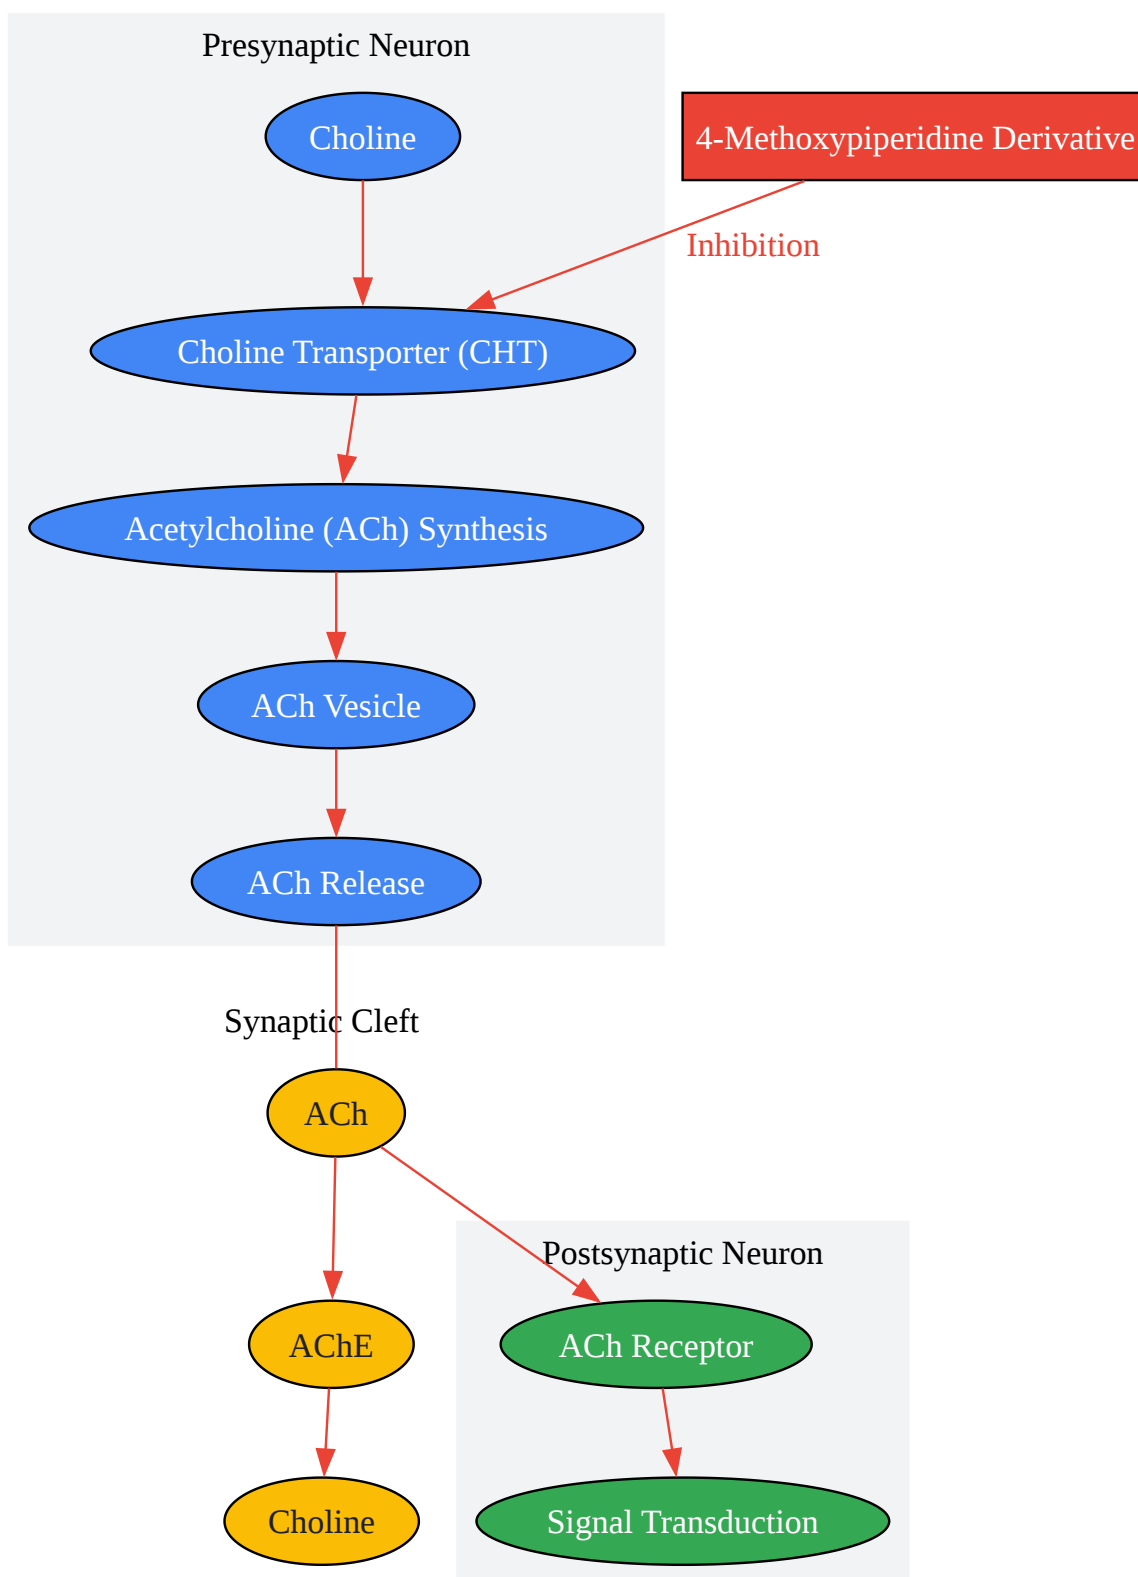 Presynaptic Neuron
Choline
4-Methoxypiperidine Derivative
Inhibition
Choline Transporter (CHT)
Acetylcholine (ACh) Synthesis
ACh Vesicle
ACh Release
Synaptic Cleft
ACh
Postsynaptic Neuron
AChE
ACh Receptor
Choline
Signal Transduction